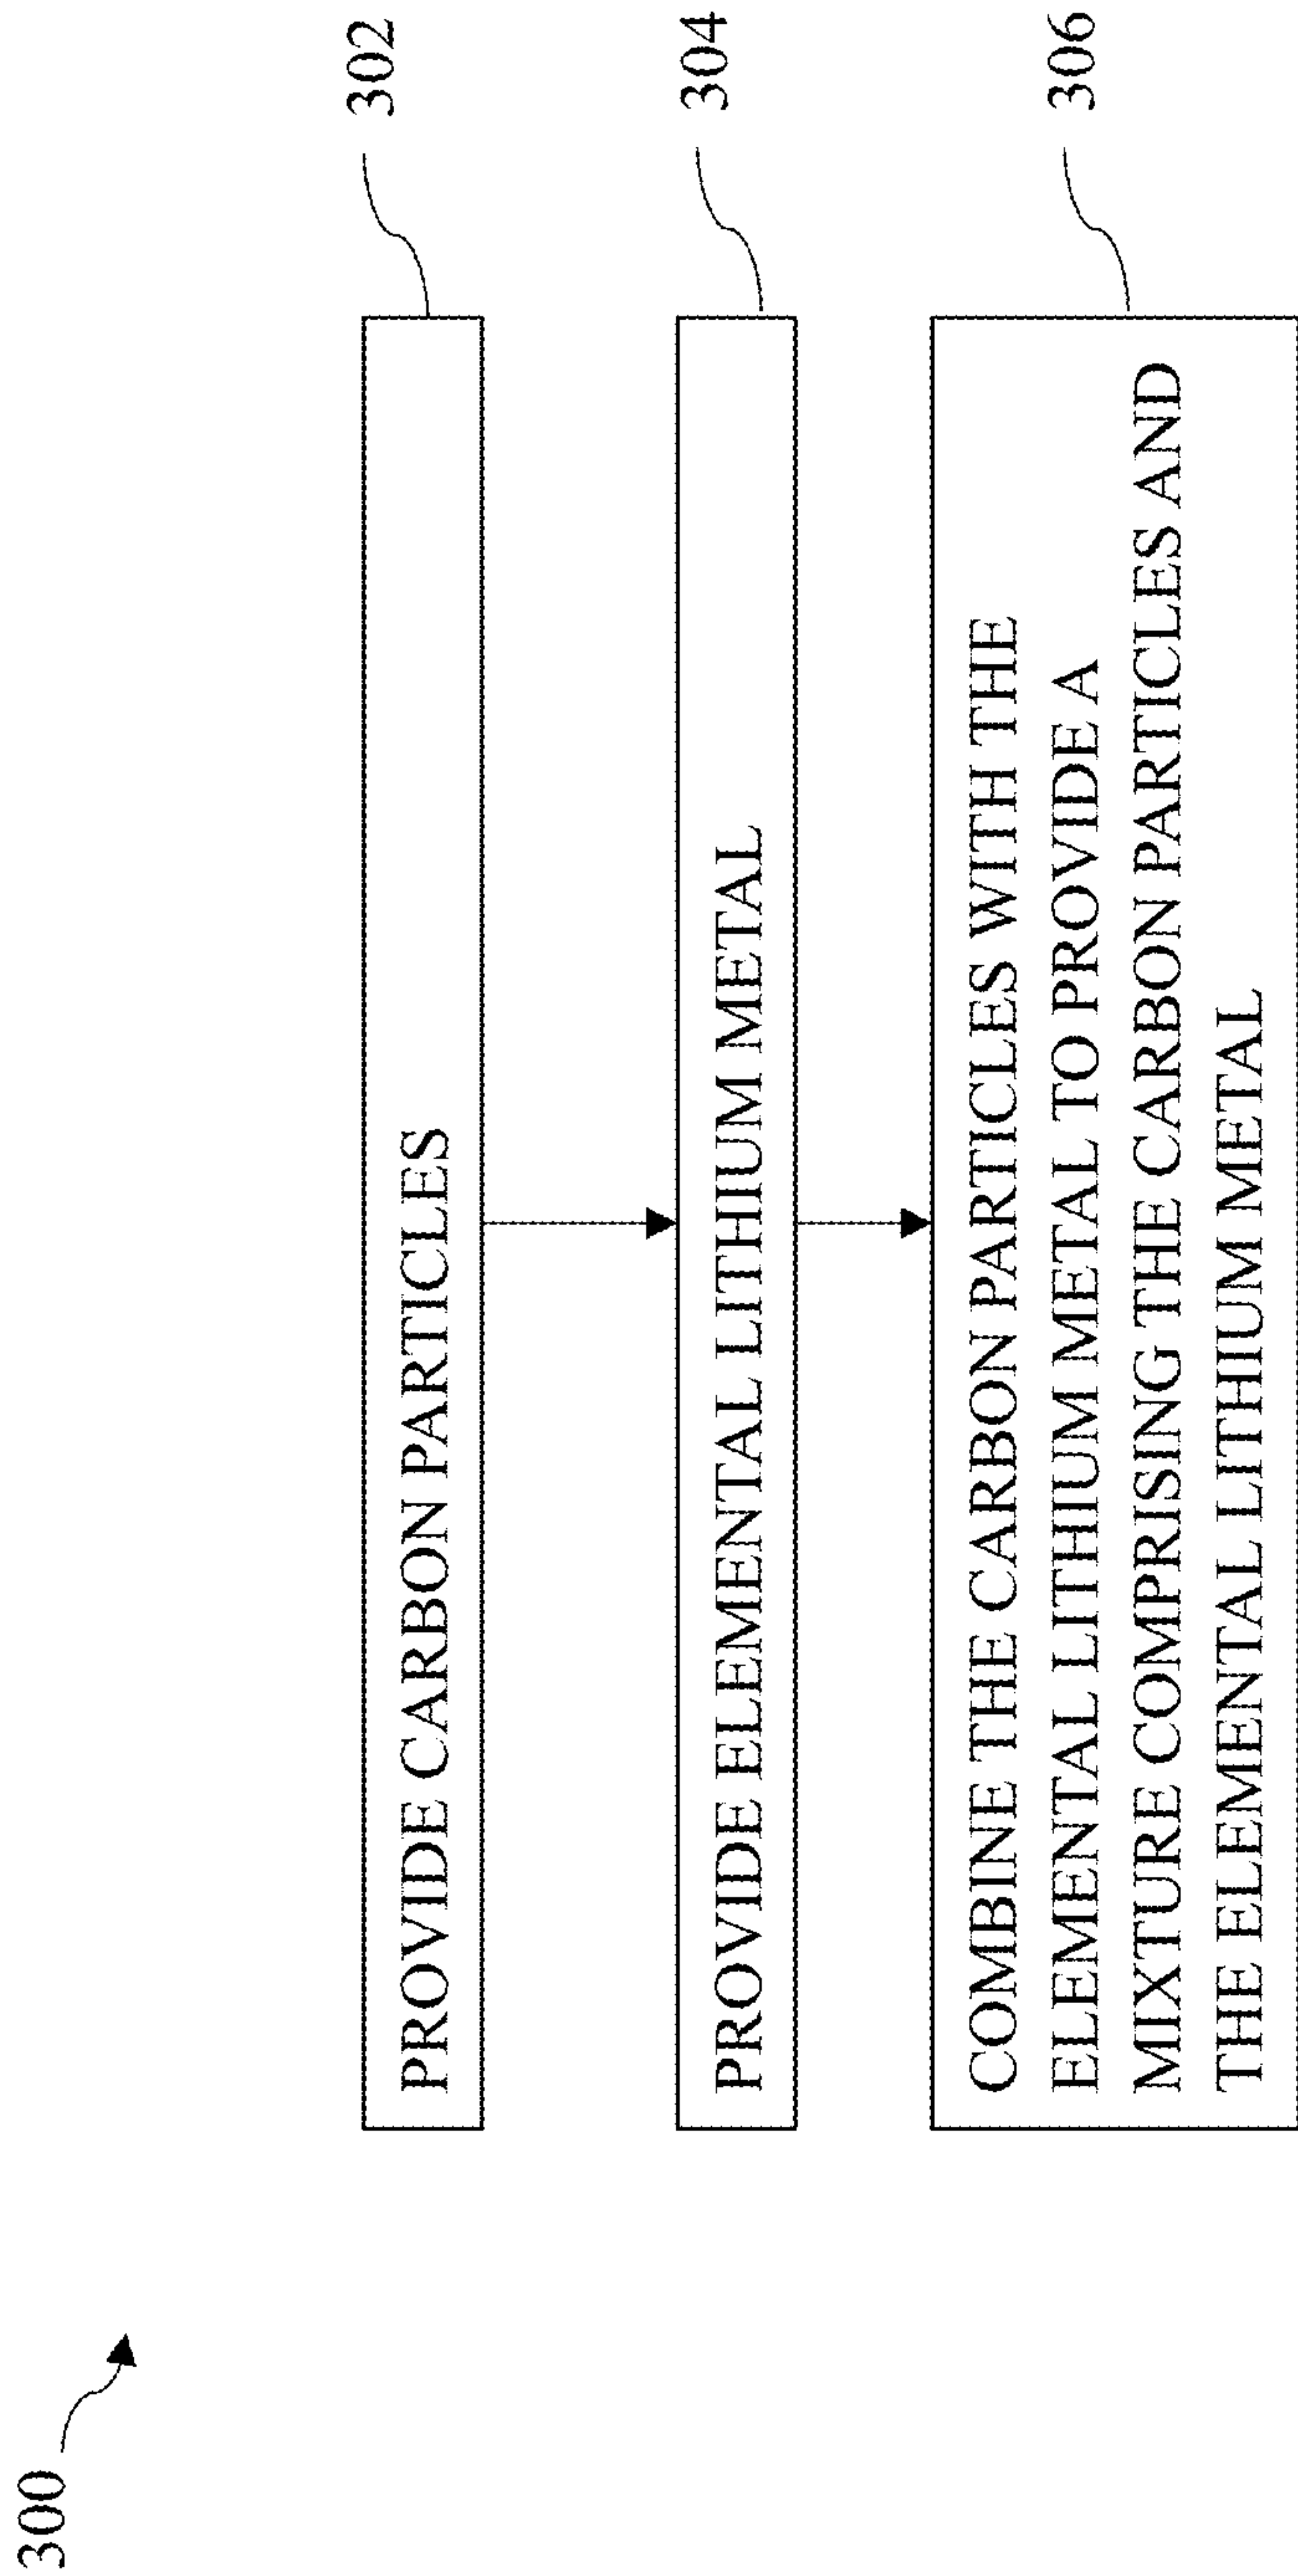 300
PROVIDE CARBON PARTICLES
302
PROVIDE ELEMENTAL LITHIUM METAL
304
COMBINE THE CARBON PARTICLES WITH THE
ELEMENTAL LITHIUM METAL TO PROVIDE A
MIXTURE COMPRISING THE CARBON PARTICLES AND
THE ELEMENTAL LITHIUM METAL
306